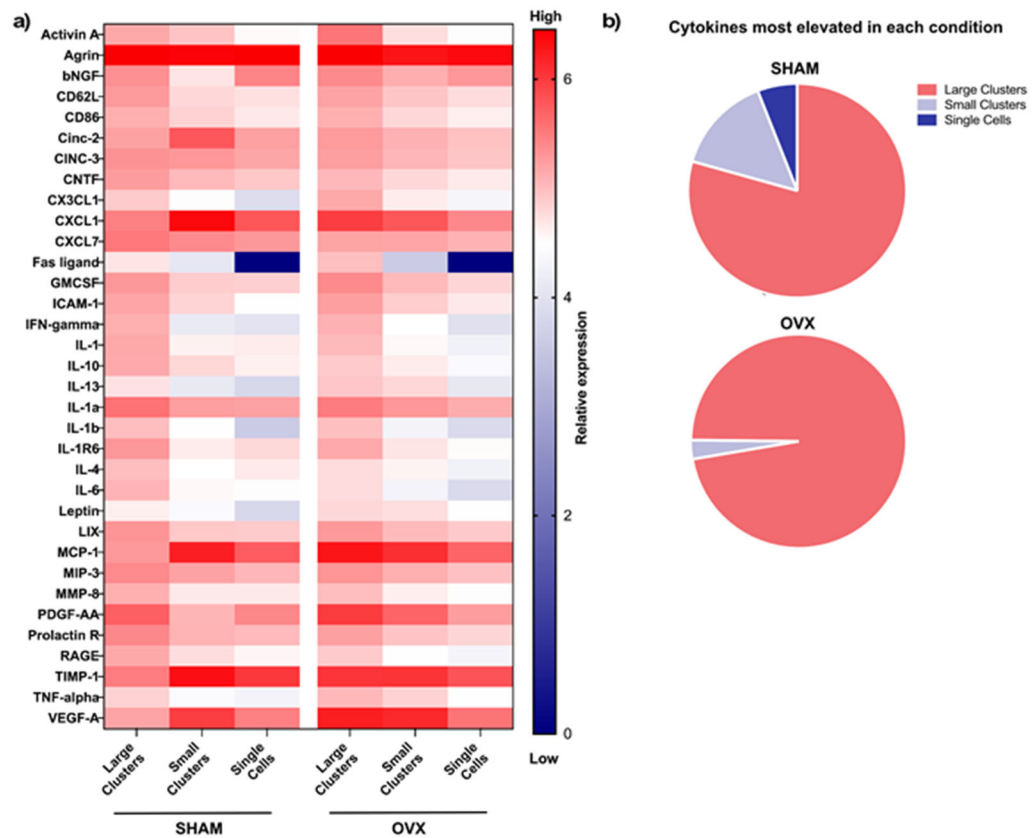 a)
Activin A
Agrin
bNGF
CD62L
CD86
Cinc-2
CINC-3
CNTF
CX3CL1
CXCL1
CXCL7
Fas ligand
GMCSF
ICAM-1
IFN-gamma
IL-1
IL-10
IL-13
IL-1a
IL-1b
IL-1R6
IL-4
IL-6
Leptin
LIX
MCP-1
MIP-3
MMP-8
PDGF-AA
Prolactin R
RAGE
TIMP-1
TNF-alpha
VEGF-A
Large
Clusters
Small
Clusters
Single
Cells
Large
Clusters
Small
Clusters
Single
Cells
SHAM
OVX
High
6
4
2
0
Low
Relative expression
b)
Cytokines most elevated in each condition
SHAM
Large Clusters
Small Clusters
Single Cells
OVX